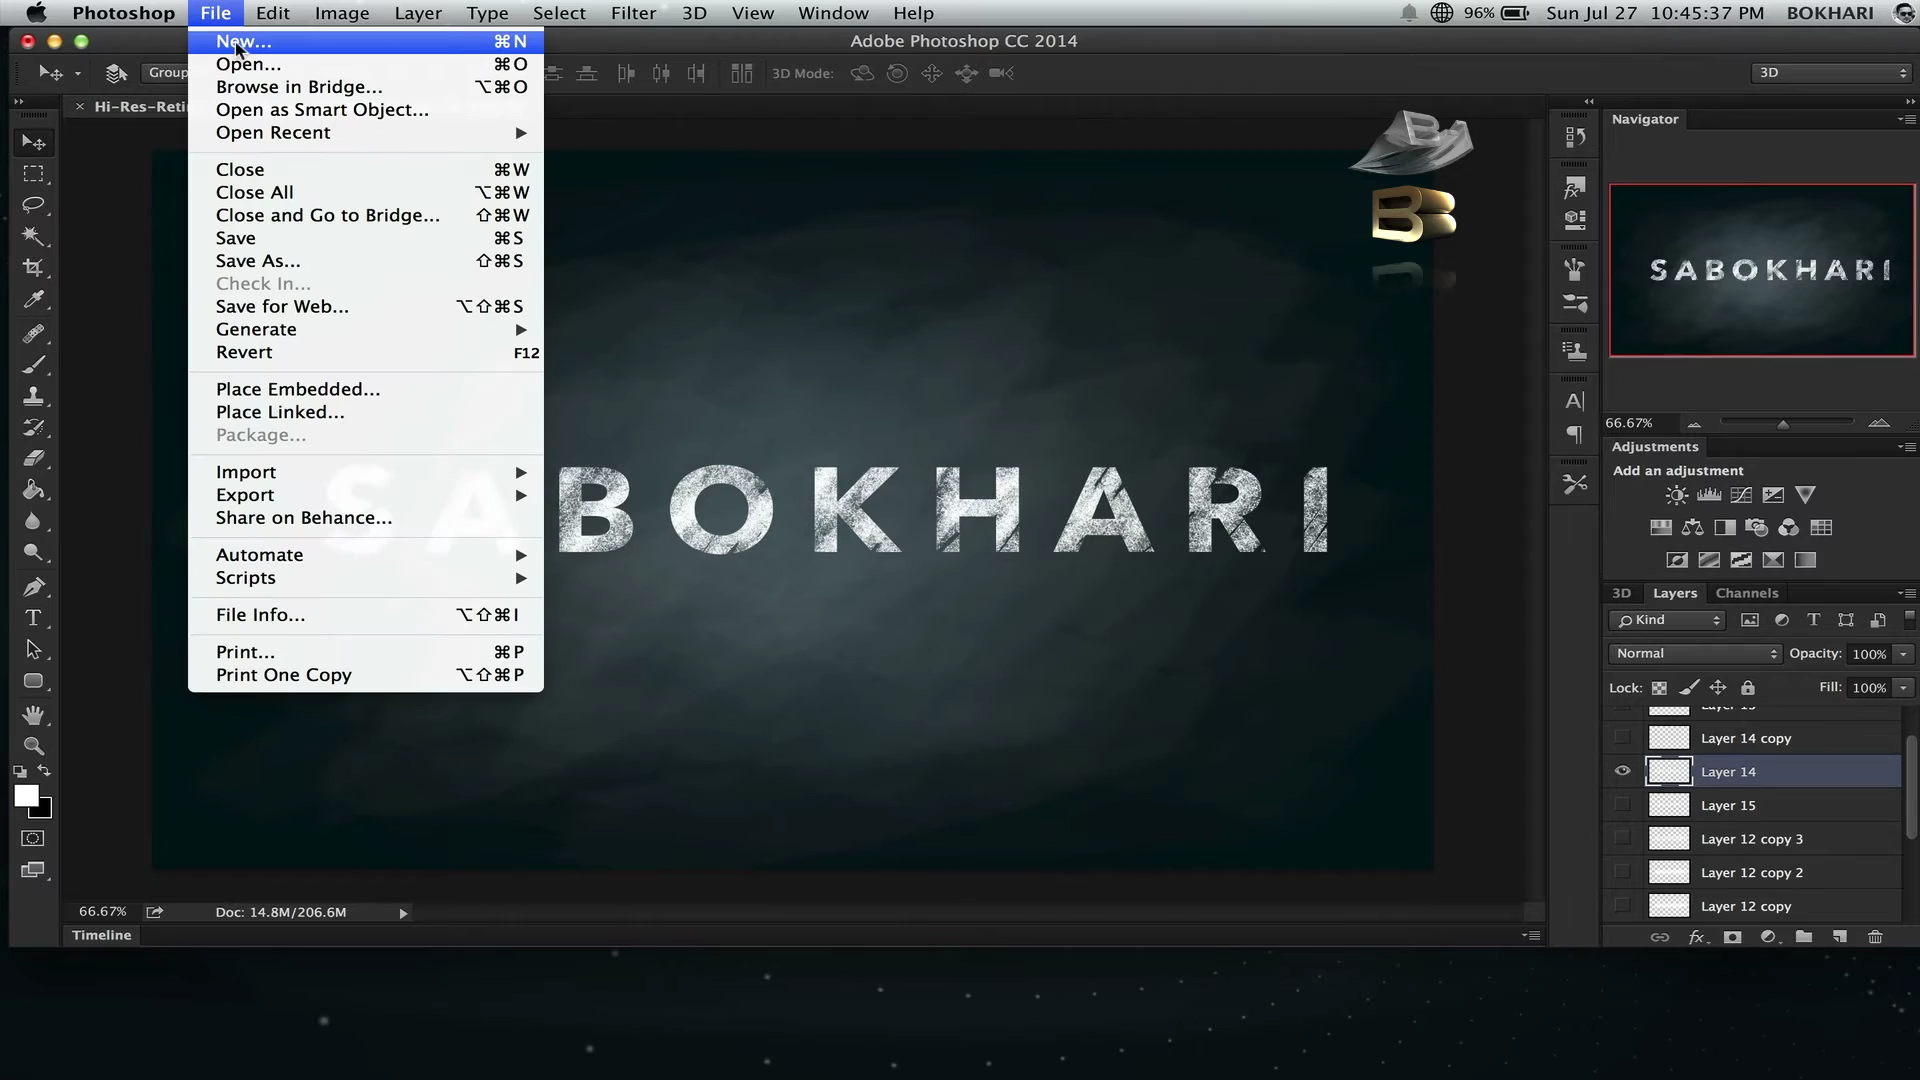 Photoshop File Edit Image Layer Type Select Filter 3D View Window Help 96% Sun Jul 27 10:45:37 PM BOKHARI
Adobe Photoshop CC 2014
Group 3D Mode: 3D
× Hi-Res-Reti
New... ⌘N
Open... ⌘O
Browse in Bridge... ⌥⌘O
Open as Smart Object...
Open Recent
Close ⌘W
Close All ⌥⌘W
Close and Go to Bridge... ⇧⌘W
Save ⌘S
Save As... ⇧⌘S
Check In...
Save for Web... ⌥⇧⌘S
Generate
Revert F12
Place Embedded...
Place Linked...
Package...
Import
Export
Share on Behance...
Automate
Scripts
File Info... ⌥⇧⌘I
Print... ⌘P
Print One Copy ⌥⇧⌘P
B
B
SABOKHARI
Navigator
SABOKHARI
66.67%
Adjustments
Add an adjustment
3D Layers Channels
Kind
Normal Opacity: 100%
Lock: Fill: 100%
Layer 14 copy
Layer 14
Layer 15
Layer 12 copy 3
Layer 12 copy 2
Layer 12 copy
66.67% Doc: 14.8M/206.6M
Timeline